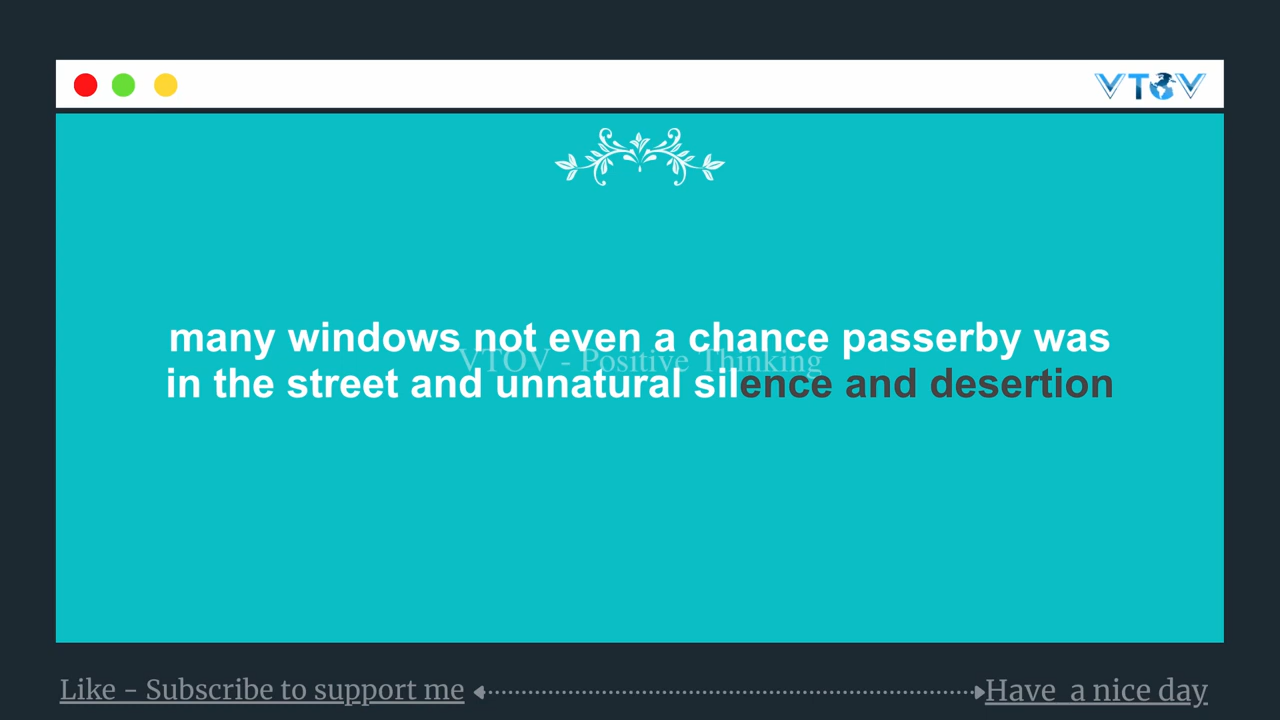 VTOV
many windows not even a chance passerby was
VTOV - Positive Thinking
in the street and unnatural silence and desertion
Like - Subscribe to support me
Have a nice day